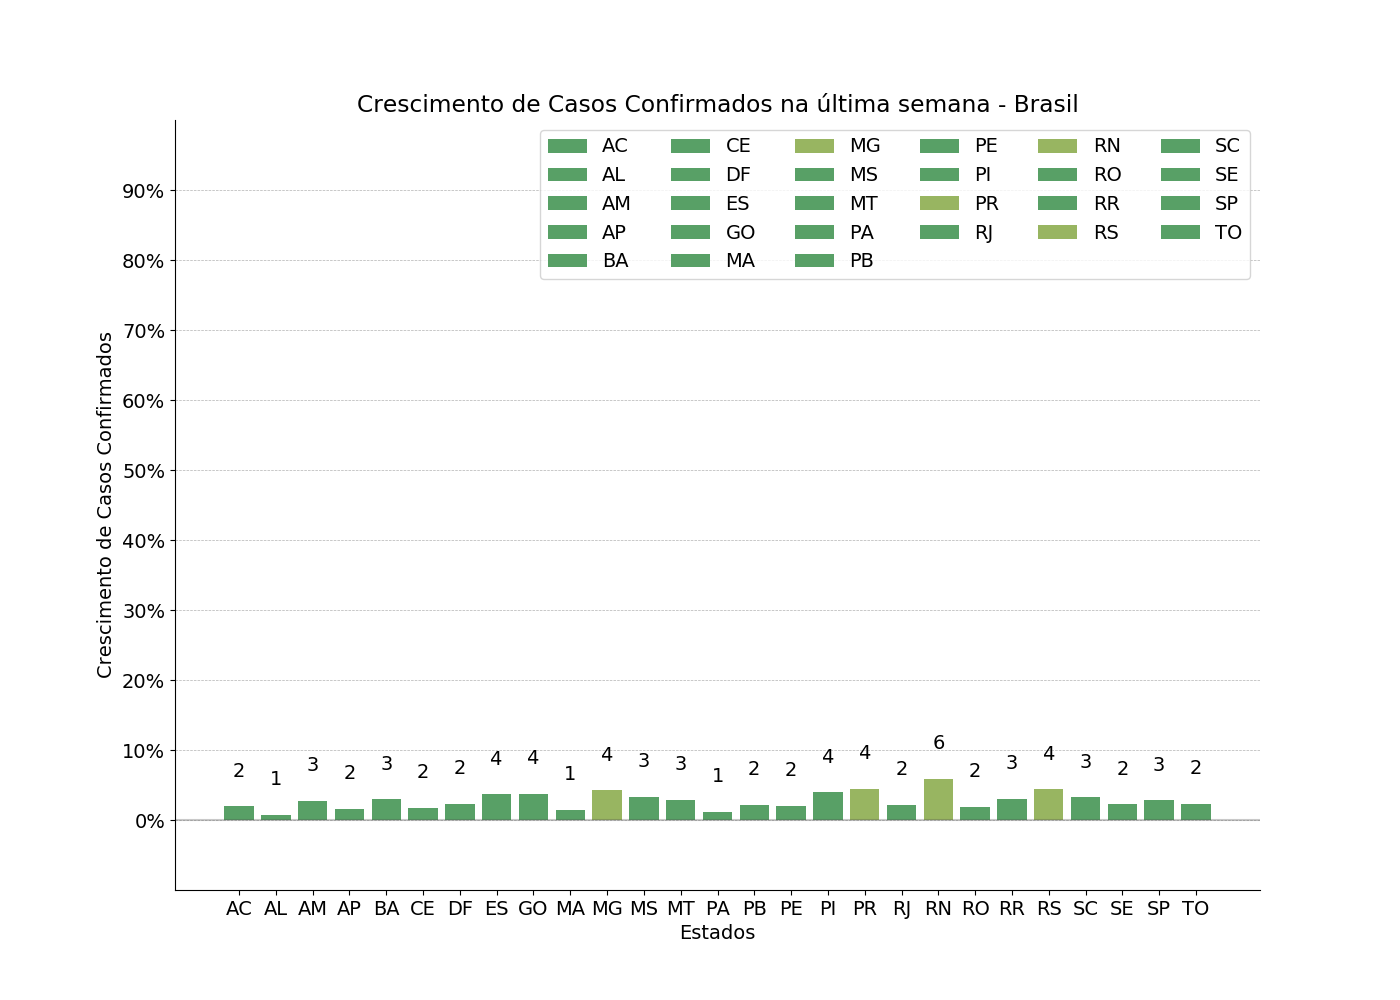 Crescimento de Casos Confirmados na última semana - Brasil
AC CE MG PE RN SC
AL DF MS PI RO SE
AM ES MT PR RR SP
AP GO PA RJ RS TO
BA MA PB
Crescimento de Casos Confirmados
90%
80%
70%
60%
50%
40%
30%
20%
10%
0%
2 1 3 2 3 2 2 4 4 1 4 3 3 1 2 2 4 4 2 6 2 3 4 3 2 3 2
AC AL AM AP BA CE DF ES GO MA MG MS MT PA PB PE PI PR RJ RN RO RR RS SC SE SP TO
Estados